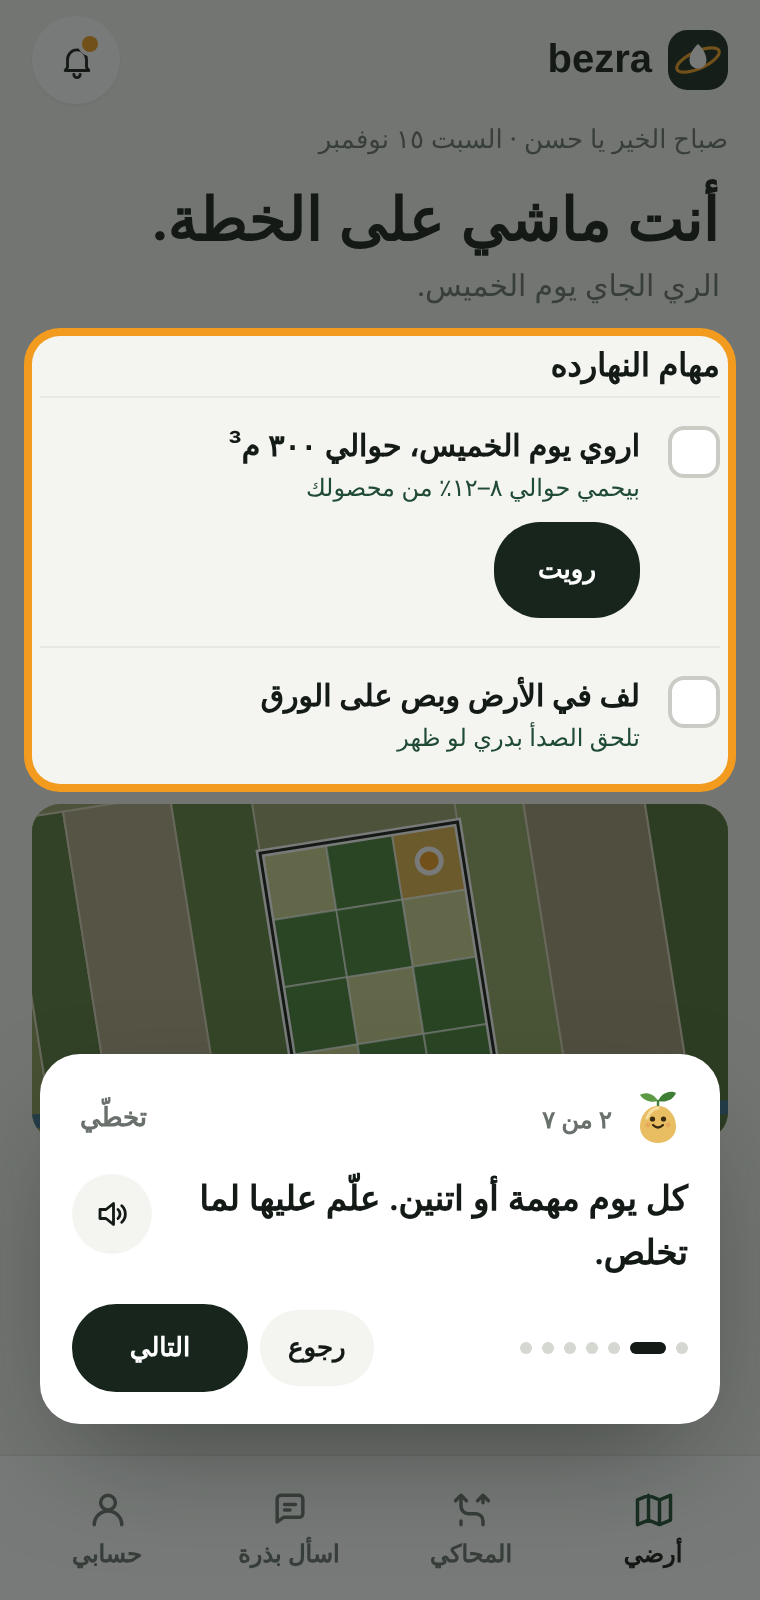 bezra
صباح الخير يا حسن · السبت ١٥ نوفمبر
أنت ماشي على الخطة.
الري الجاي يوم الخميس.
مهام النهارده
اروي يوم الخميس، حوالي ٣٠٠ م³
بيحمي حوالي ٨–١٢٪ من محصولك
رويت
لف في الأرض وبص على الورق
تلحق الصدأ بدري لو ظهر
٢ من ٧
تخطّي
كل يوم مهمة أو اتنين. علّم عليها لما
تخلص.
رجوع
التالي
أرضي
المحاكي
اسأل بذرة
حسابي